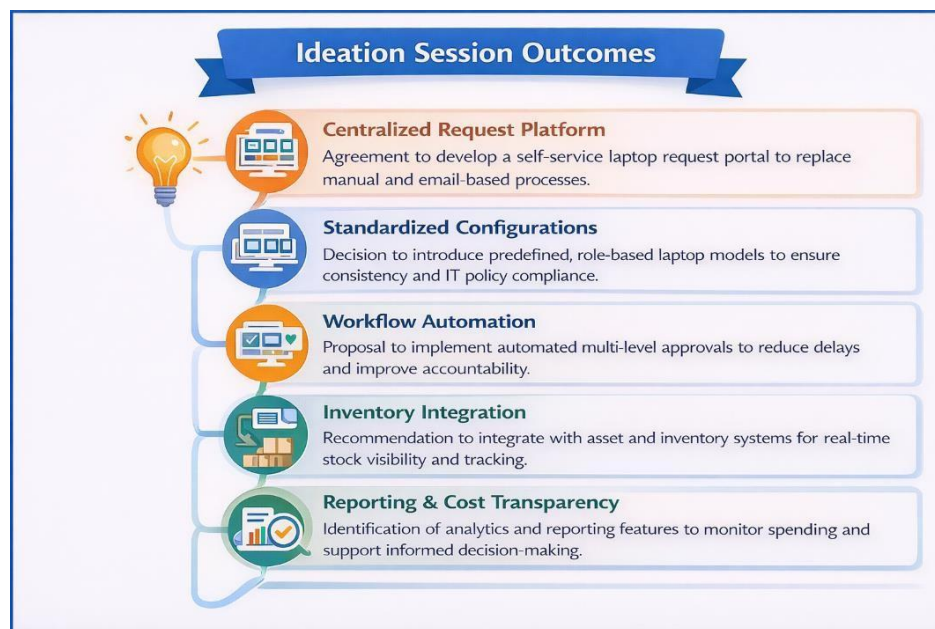 Ideation Session Outcomes
Centralized Request Platform
Agreement to develop a self-service laptop request portal to replace
manual and email-based processes.
Standardized Configurations
Decision to introduce predefined, role-based laptop models to ensure
consistency and IT policy compliance.
Workflow Automation
Proposal to implement automated multi-level approvals to reduce delays
and improve accountability.
Inventory Integration
Recommendation to integrate with asset and inventory systems for real-time
stock visibility and tracking.
Reporting & Cost Transparency
Identification of analytics and reporting features to monitor spending and
support informed decision-making.